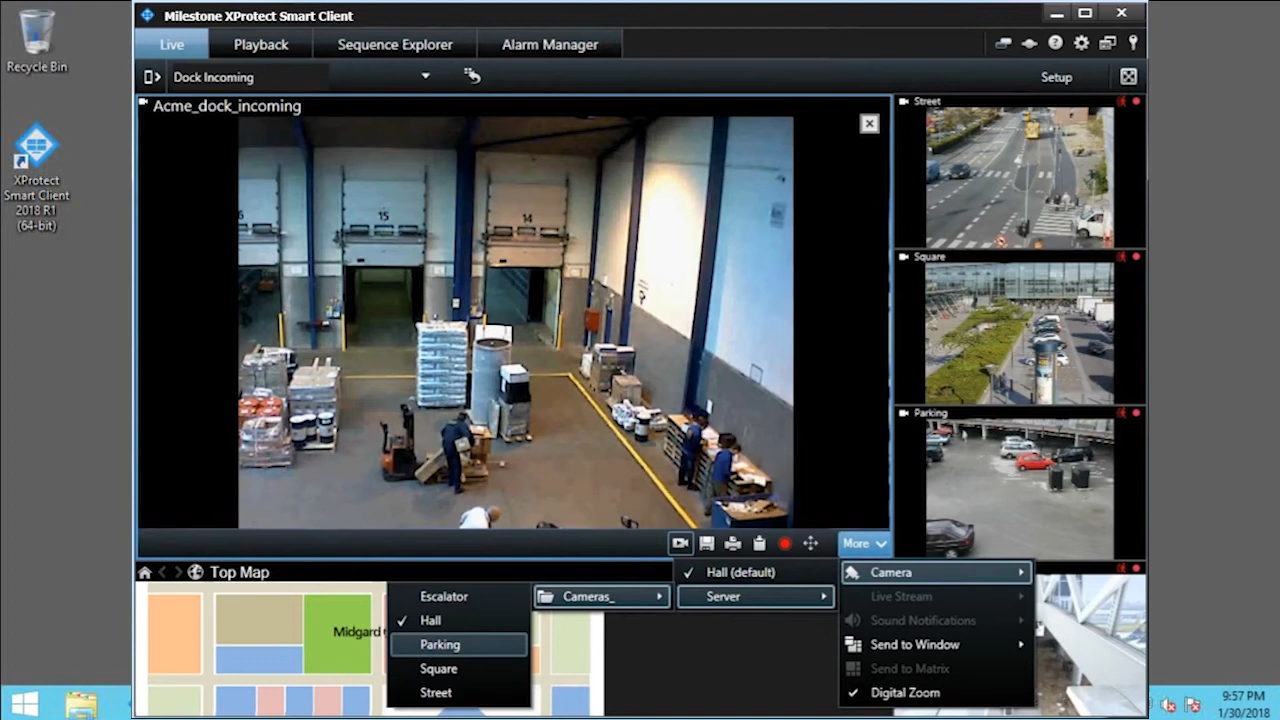 Recycle Bin
XProtect
Smart Client
2018 R1
(64-bit)
Milestone XProtect Smart Client
Live
Playback
Sequence Explorer
Alarm Manager
Dock Incoming
Setup
Acme_dock_incoming
15
14
Street
Square
Parking
More
Top Map
Midgard
Escalator
Hall
Parking
Square
Street
Cameras_
Hall (default)
Server
Camera
Live Stream
Sound Notifications
Send to Window
Send to Matrix
Digital Zoom
9:57 PM
1/30/2018